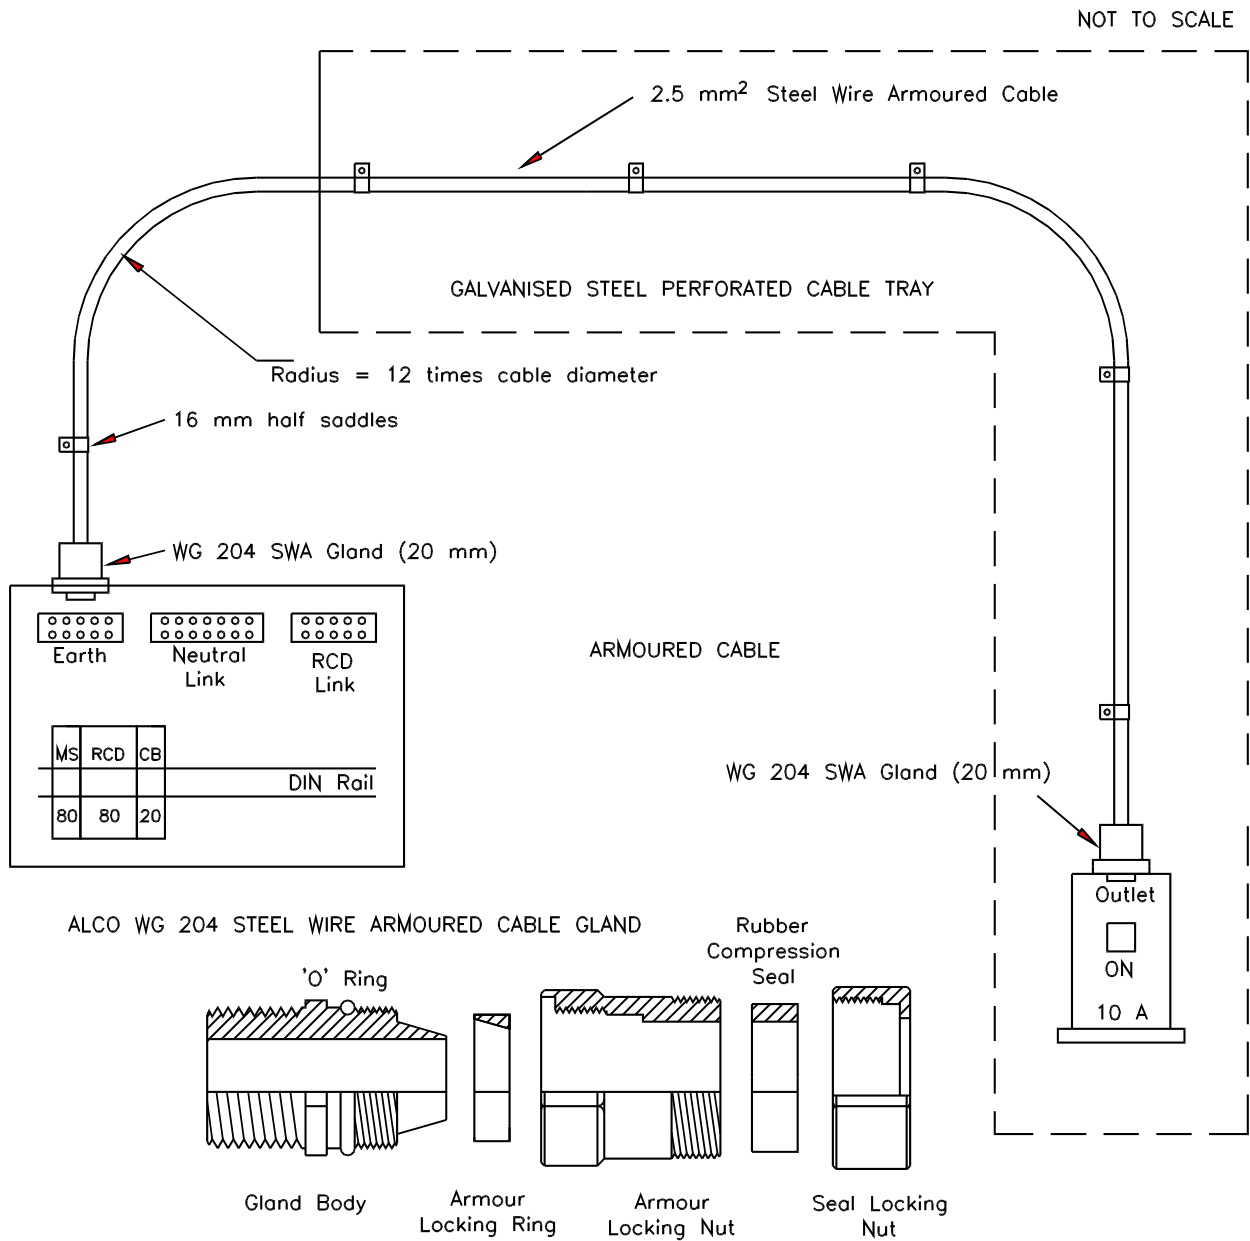 NOT TO SCALE
2.5 mm² Steel Wire Armoured Cable
GALVANISED STEEL PERFORATED CABLE TRAY
Radius = 12 times cable diameter
16 mm half saddles
WG 204 SWA Gland (20 mm)
Earth
Neutral
Link
RCD
Link
ARMOURED CABLE
MS RCD CB
DIN Rail
80 80 20
WG 204 SWA Gland (20 mm)
Outlet
ON
10 A
ALCO WG 204 STEEL WIRE ARMOURED CABLE GLAND
'O' Ring
Rubber
Compression
Seal
Gland Body
Armour
Locking Ring
Armour
Locking Nut
Seal Locking
Nut